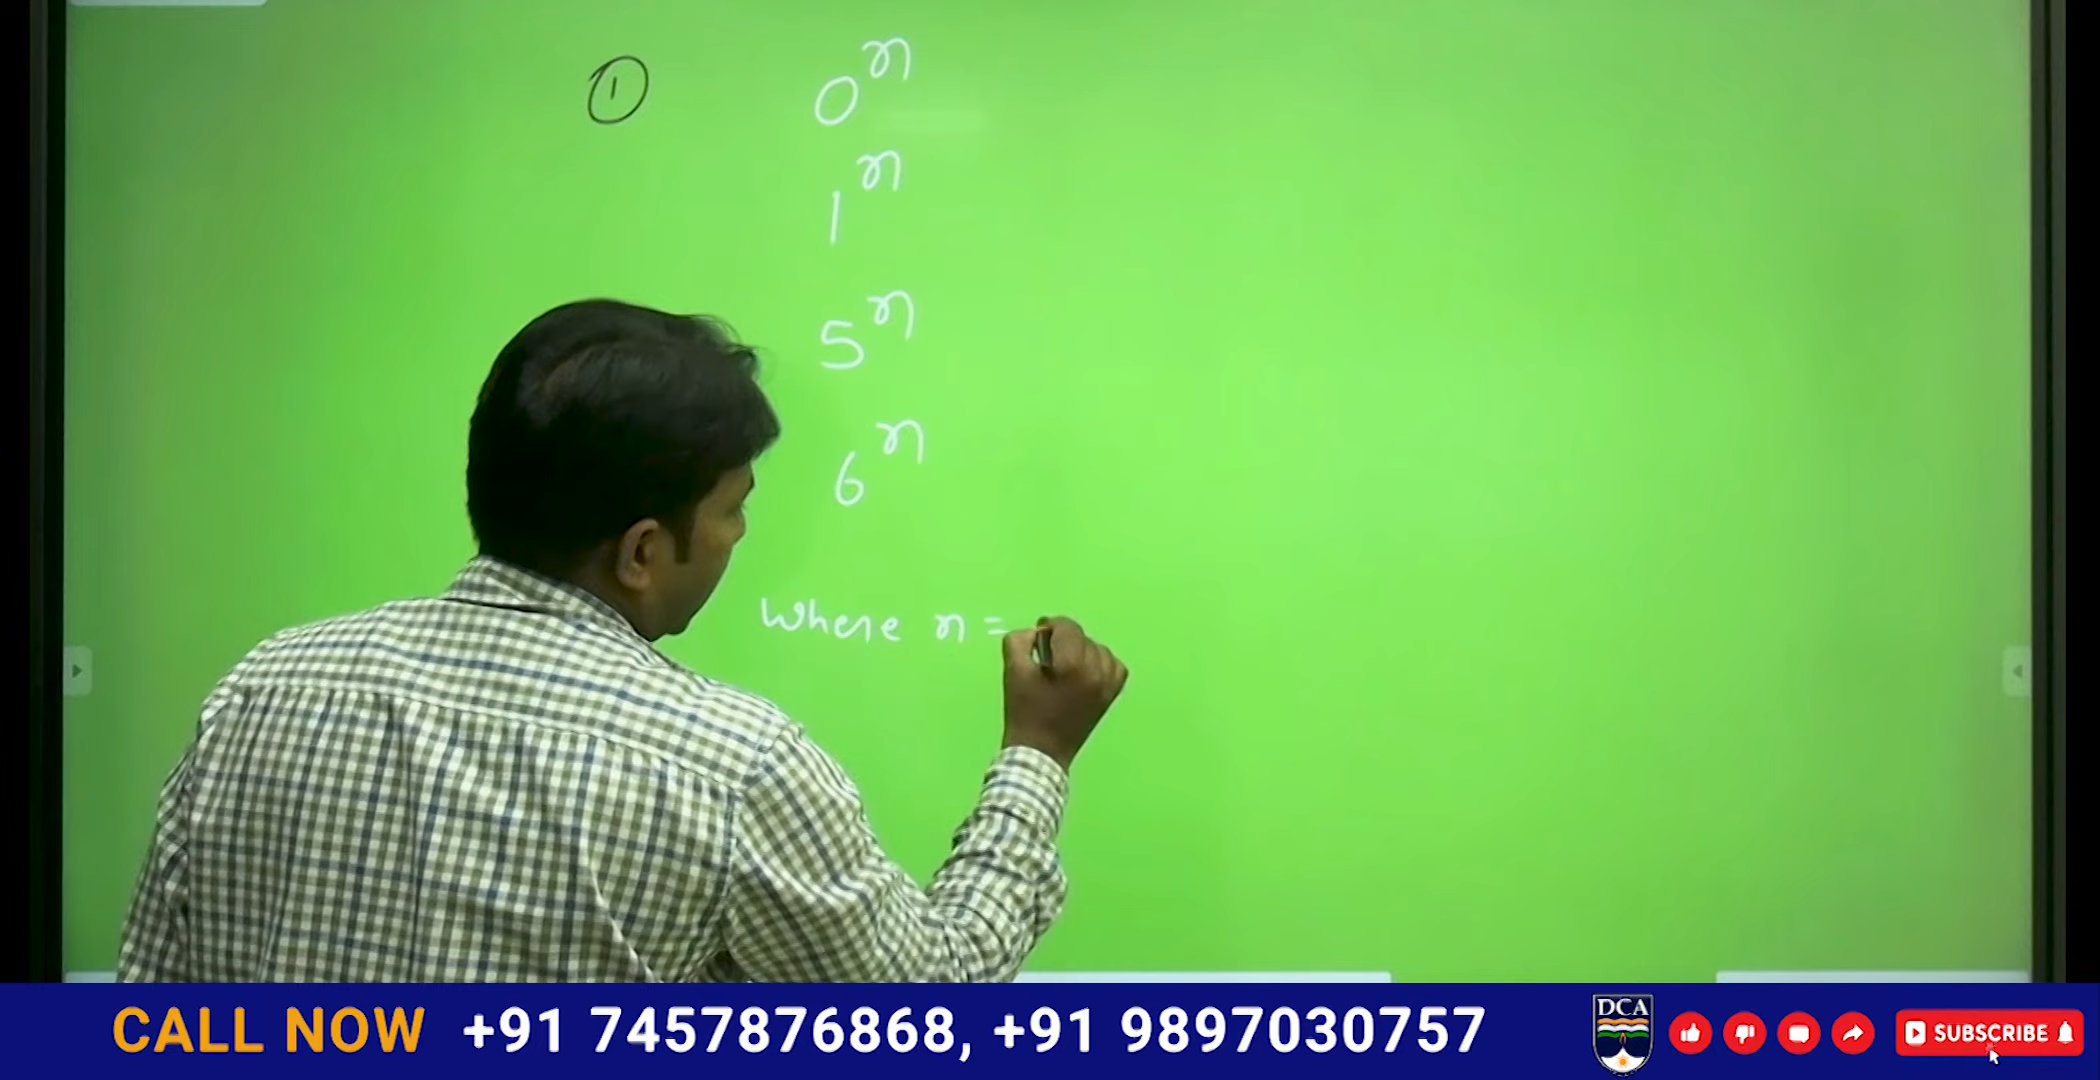 ① 0ⁿ
1ⁿ
5ⁿ
6ⁿ
where n =
CALL NOW +91 7457876868, +91 9897030757
DCA
SUBSCRIBE